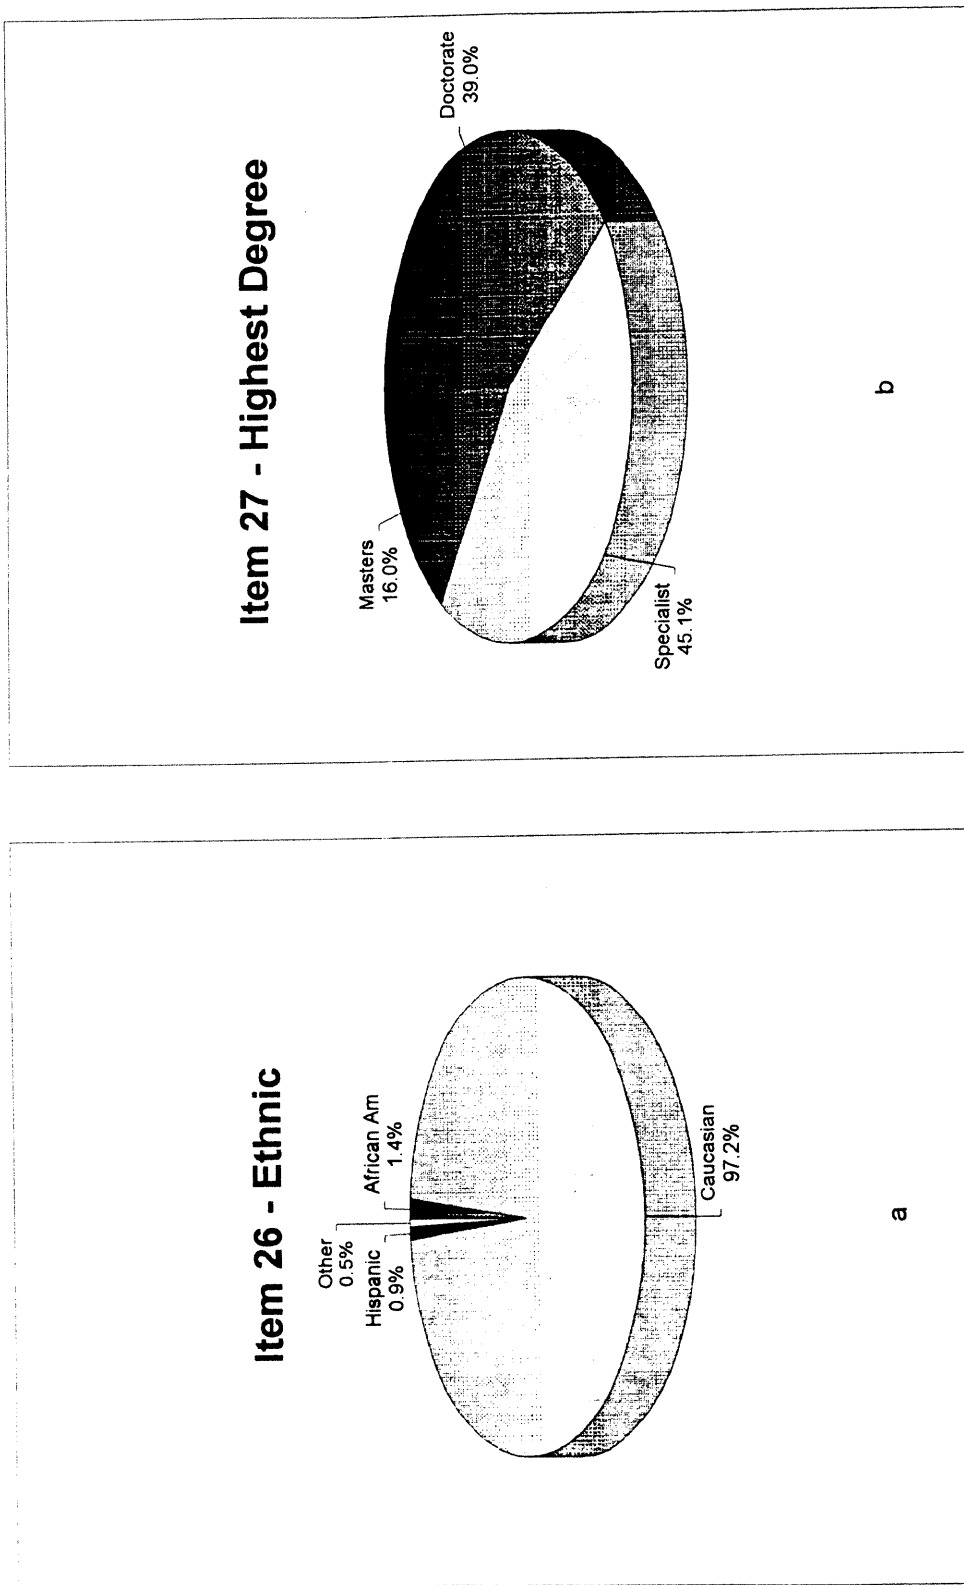 Item 26 - Ethnic
Other
0.5%
Hispanic
0.9%
African Am
1.4%
Caucasian
97.2%
a
Item 27 - Highest Degree
Masters
16.0%
Doctorate
39.0%
Specialist
45.1%
b